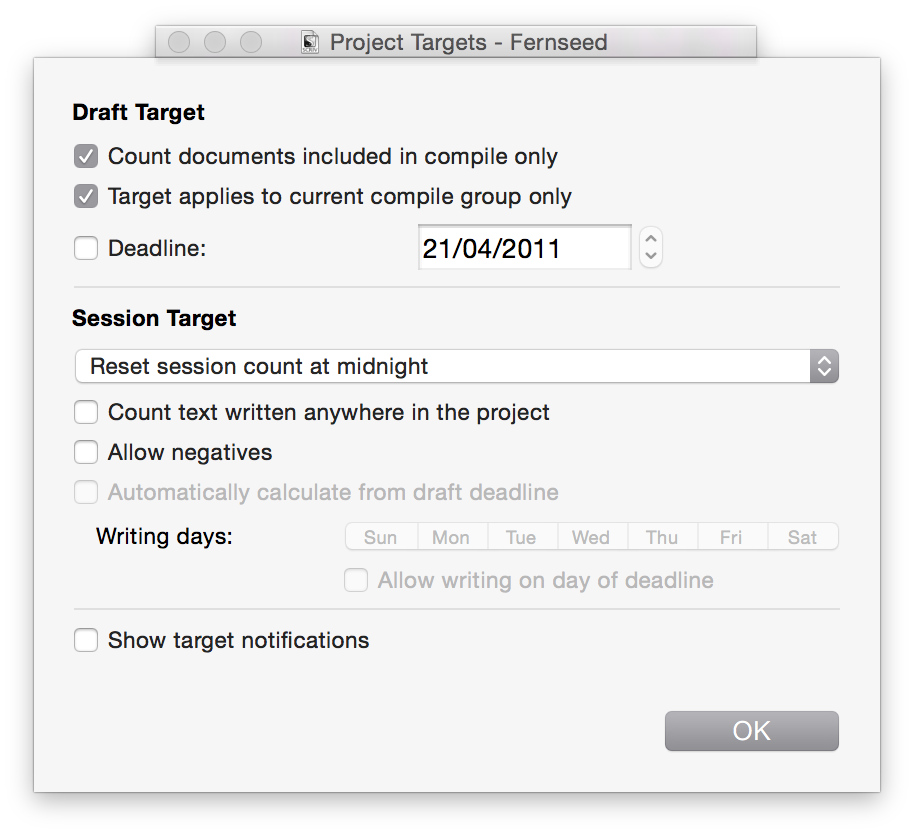 Project Targets - Fernseed
Draft Target
Count documents included in compile only
Target applies to current compile group only
Deadline: 21/04/2011
Session Target
Reset session count at midnight
Count text written anywhere in the project
Allow negatives
Automatically calculate from draft deadline
Writing days: Sun Mon Tue Wed Thu Fri Sat
Allow writing on day of deadline
Show target notifications
OK